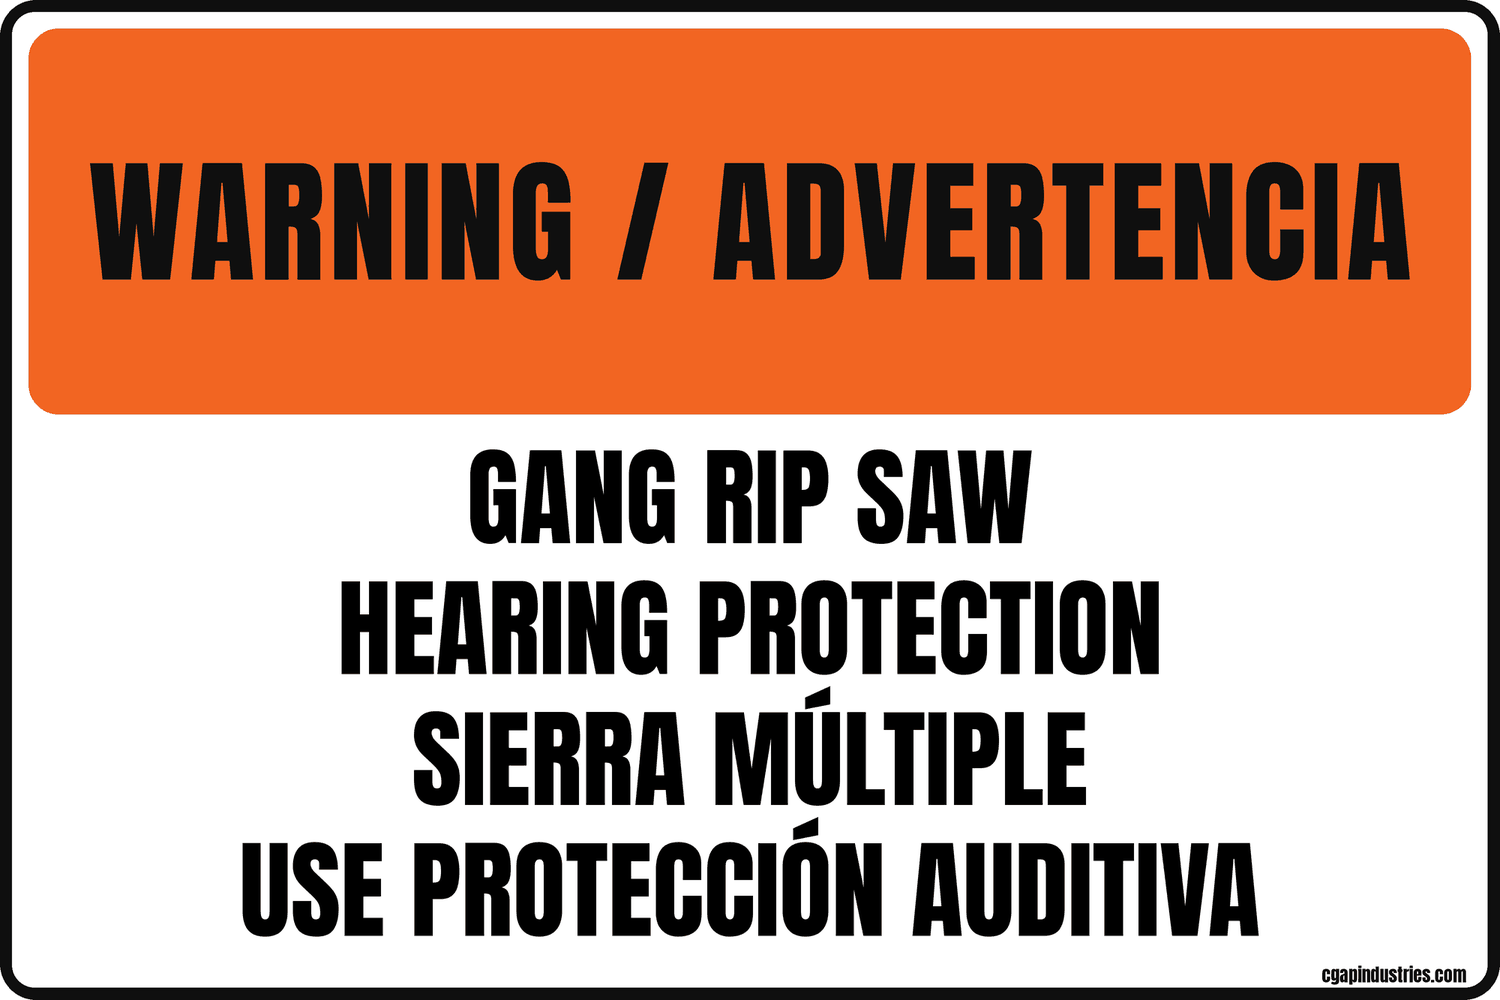 WARNING / ADVERTENCIA
GANG RIP SAW
HEARING PROTECTION
SIERRA MÚLTIPLE
USE PROTECCIÓN AUDITIVA
cgapindustries.com